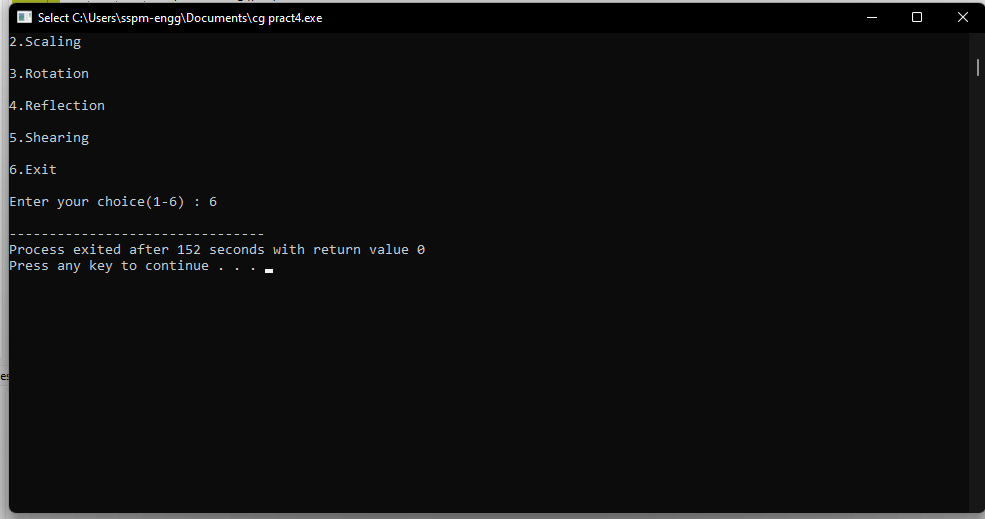 Select C:\Users\sspm-engg\Documents\cg pract4.exe
2.Scaling
3.Rotation
4.Reflection
5.Shearing
6.Exit
Enter your choice(1-6) : 6
--------------------------------
Process exited after 152 seconds with return value 0
Press any key to continue . . .
es